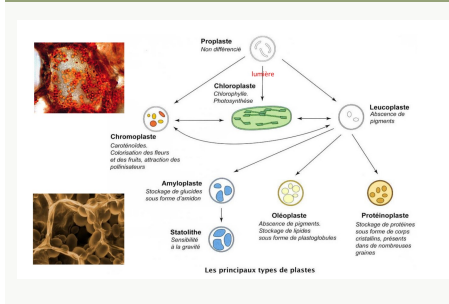 Proplaste
Non différencié
lumière
Chloroplaste
Chlorophylle.
Photosynthèse
Leucoplaste
Absence de
pigments
Chromoplaste
Caroténoïdes.
Colorisation des fleurs
et des fruits, attraction des
pollinisateurs
Amyloplaste
Stockage de glucides
sous forme d'amidon
Oléoplaste
Absence de pigments.
Stockage de lipides
sous forme de plastoglobules
Protéinoplaste
Stockage de protéines
sous forme de corps
cristalins, présents
dans de nombreuses
graines
Statolithe
Sensibilité
à la gravité
Les principaux types de plastes